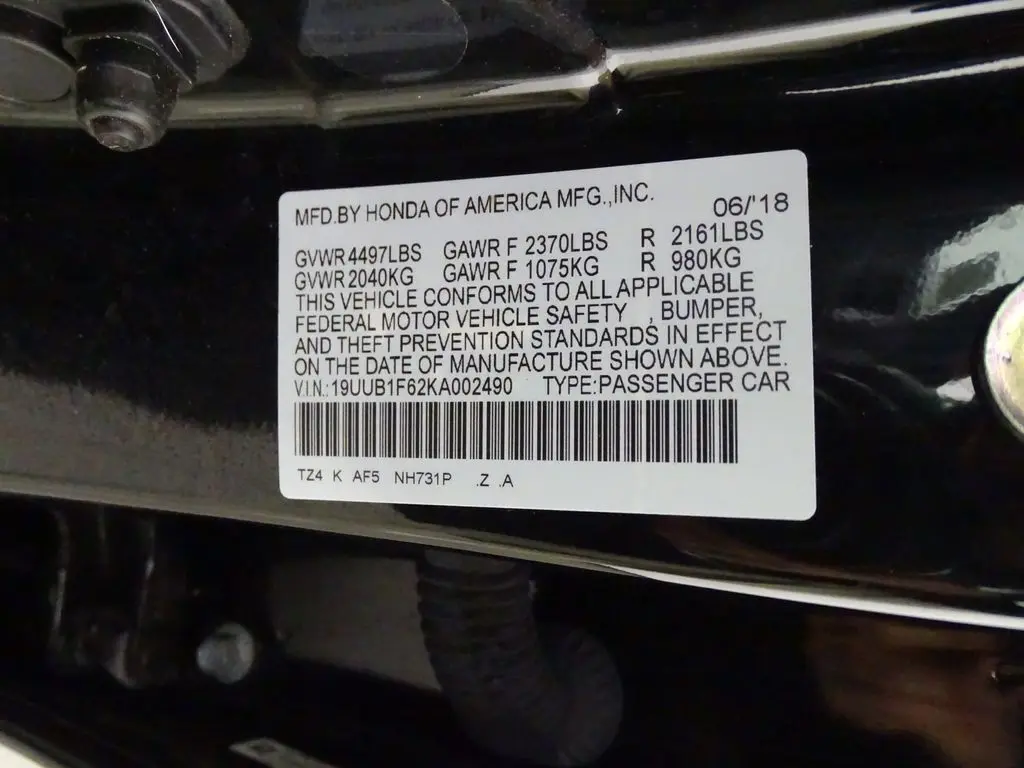 MFD.BY HONDA OF AMERICA MFG.,INC. 06/'18
GVWR 4497LBS GAWR F 2370LBS R 2161LBS
GVWR 2040KG GAWR F 1075KG R 980KG
THIS VEHICLE CONFORMS TO ALL APPLICABLE
FEDERAL MOTOR VEHICLE SAFETY , BUMPER,
AND THEFT PREVENTION STANDARDS IN EFFECT
ON THE DATE OF MANUFACTURE SHOWN ABOVE.
V.I.N.:19UUB1F62KA002490 TYPE:PASSENGER CAR
TZ4 K AF5 NH731P .Z .A